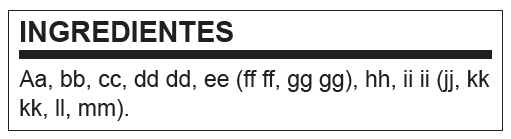 INGREDIENTES
Aa, bb, cc, dd dd, ee (ff ff, gg gg), hh, ii ii (jj, kk
kk, ll, mm).